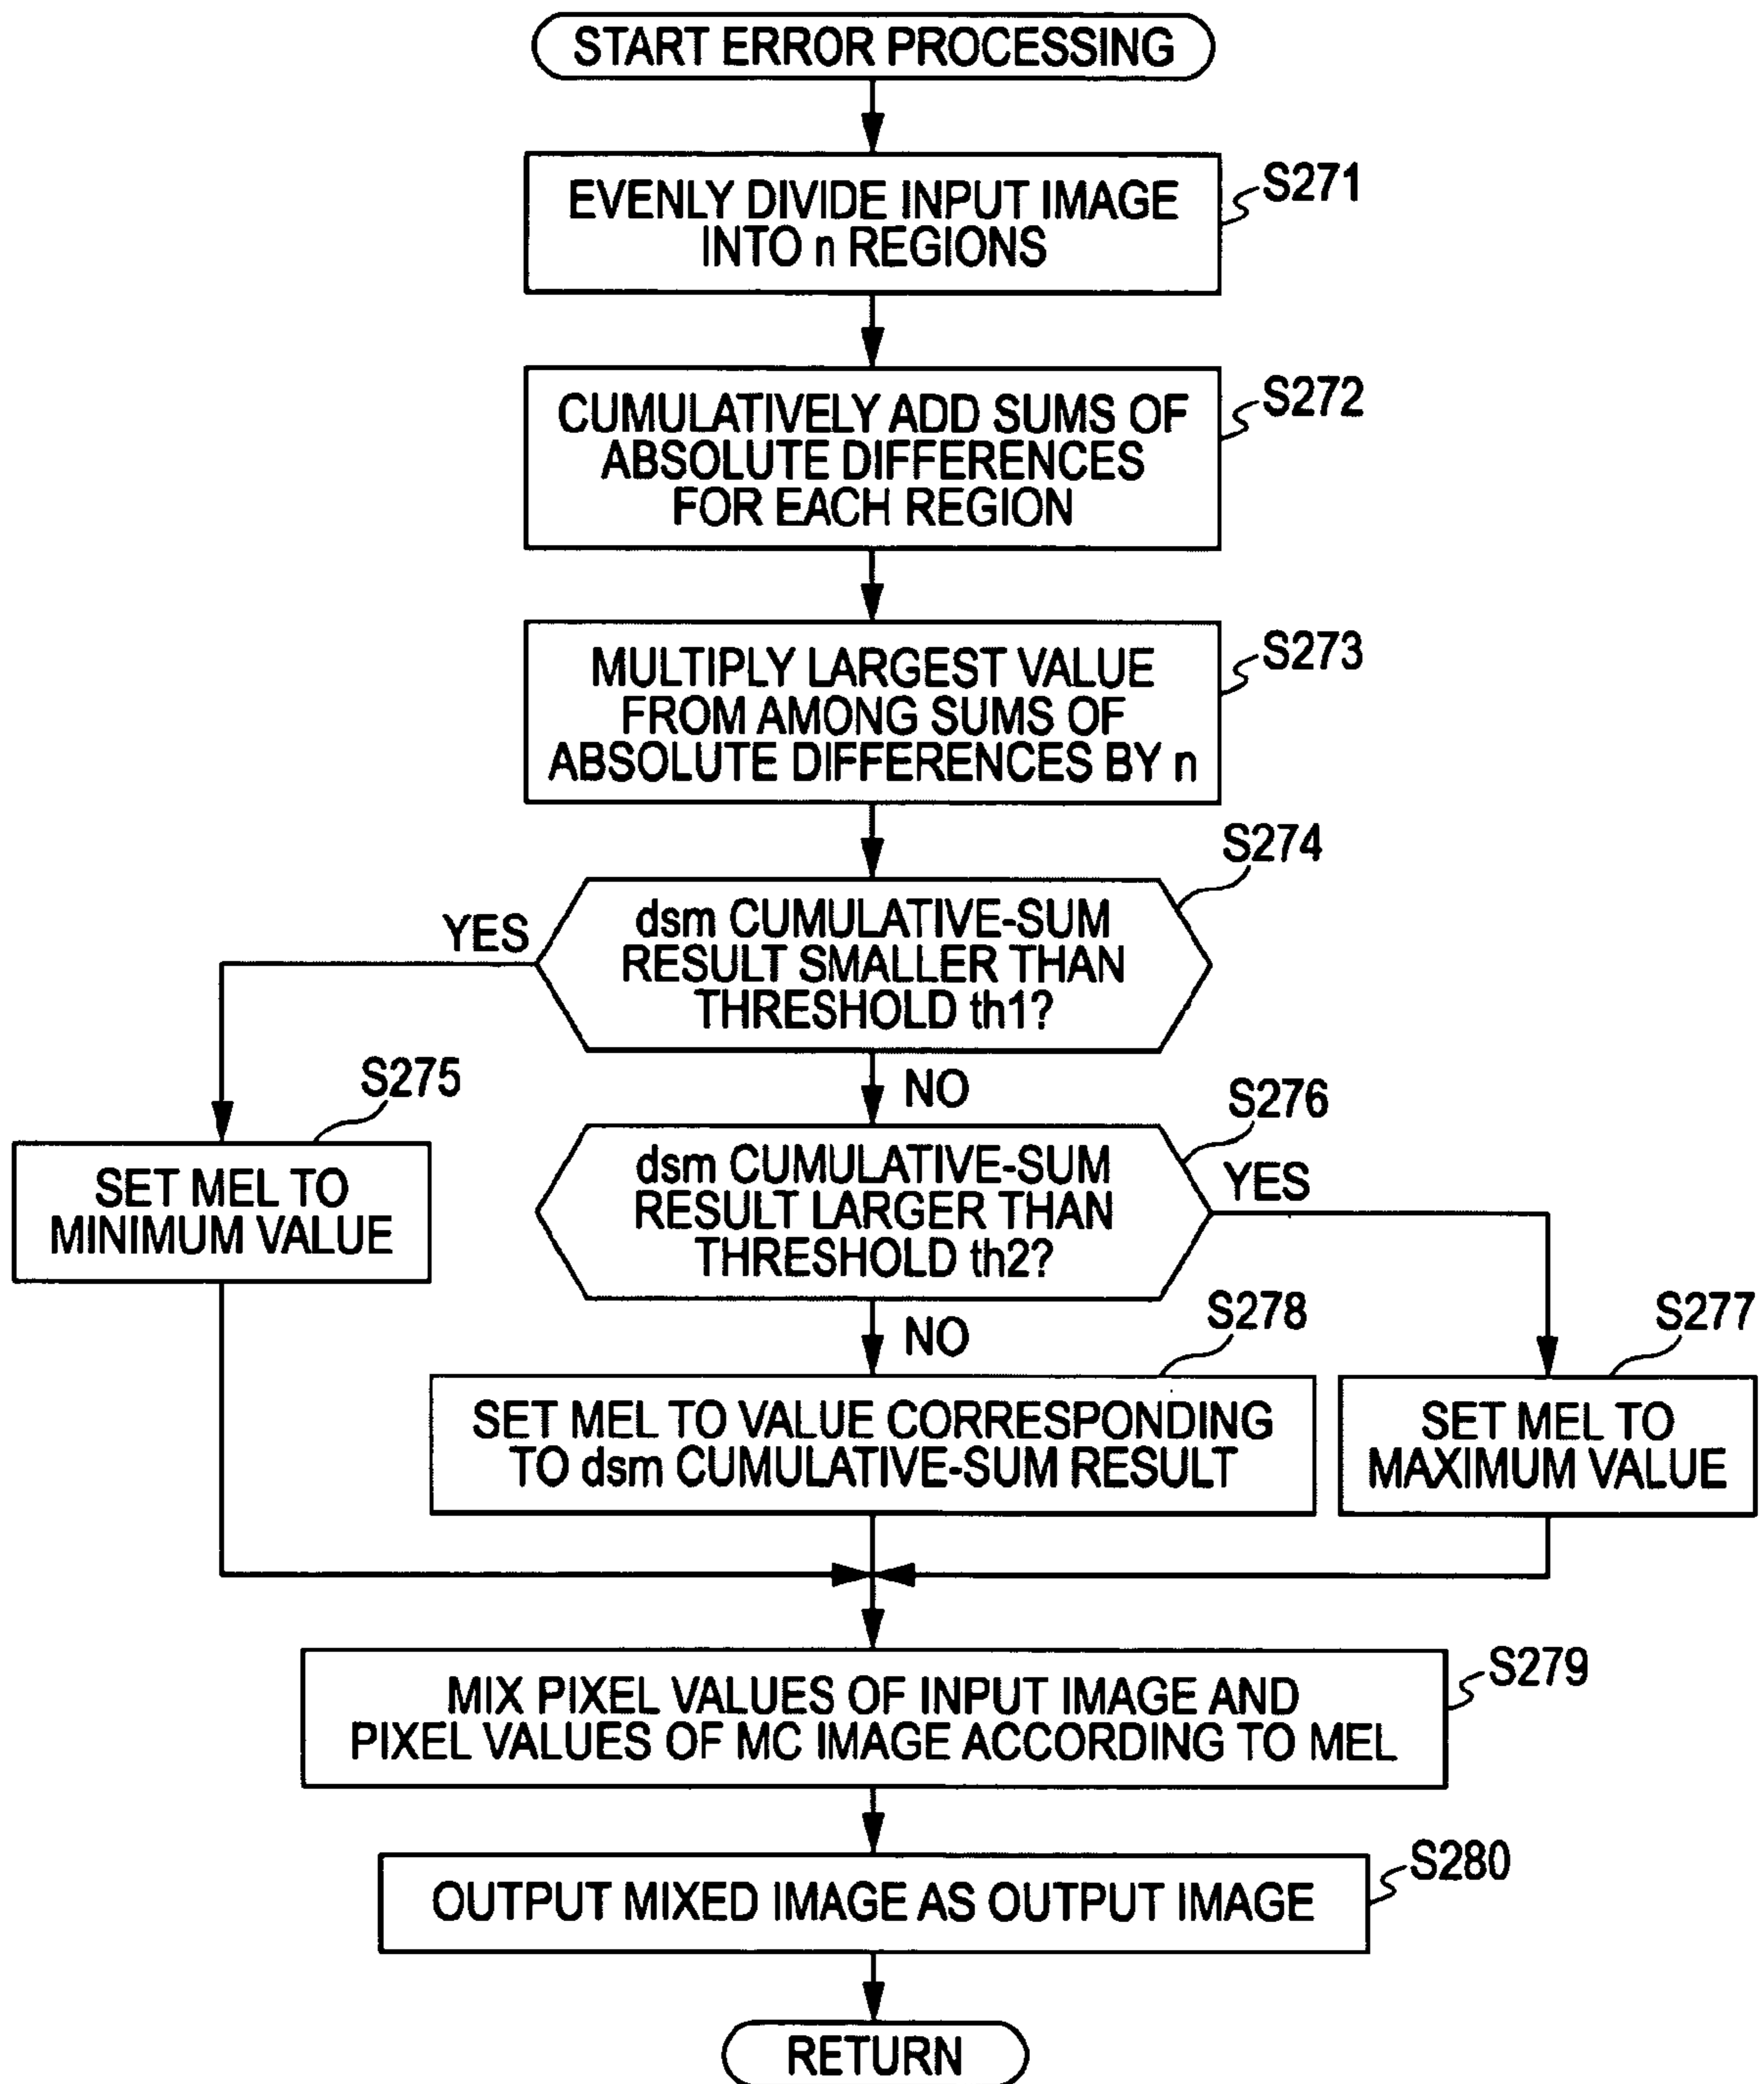 START ERROR PROCESSING
S271
EVENLY DIVIDE INPUT IMAGE
INTO n REGIONS
S272
CUMULATIVELY ADD SUMS OF
ABSOLUTE DIFFERENCES
FOR EACH REGION
S273
MULTIPLY LARGEST VALUE
FROM AMONG SUMS OF
ABSOLUTE DIFFERENCES BY n
S274
dsm CUMULATIVE-SUM
RESULT SMALLER THAN
THRESHOLD th1?
YES
NO
S275
SET MEL TO
MINIMUM VALUE
S276
dsm CUMULATIVE-SUM
RESULT LARGER THAN
THRESHOLD th2?
YES
NO
S278
SET MEL TO VALUE CORRESPONDING
TO dsm CUMULATIVE-SUM RESULT
S277
SET MEL TO
MAXIMUM VALUE
S279
MIX PIXEL VALUES OF INPUT IMAGE AND
PIXEL VALUES OF MC IMAGE ACCORDING TO MEL
S280
OUTPUT MIXED IMAGE AS OUTPUT IMAGE
RETURN